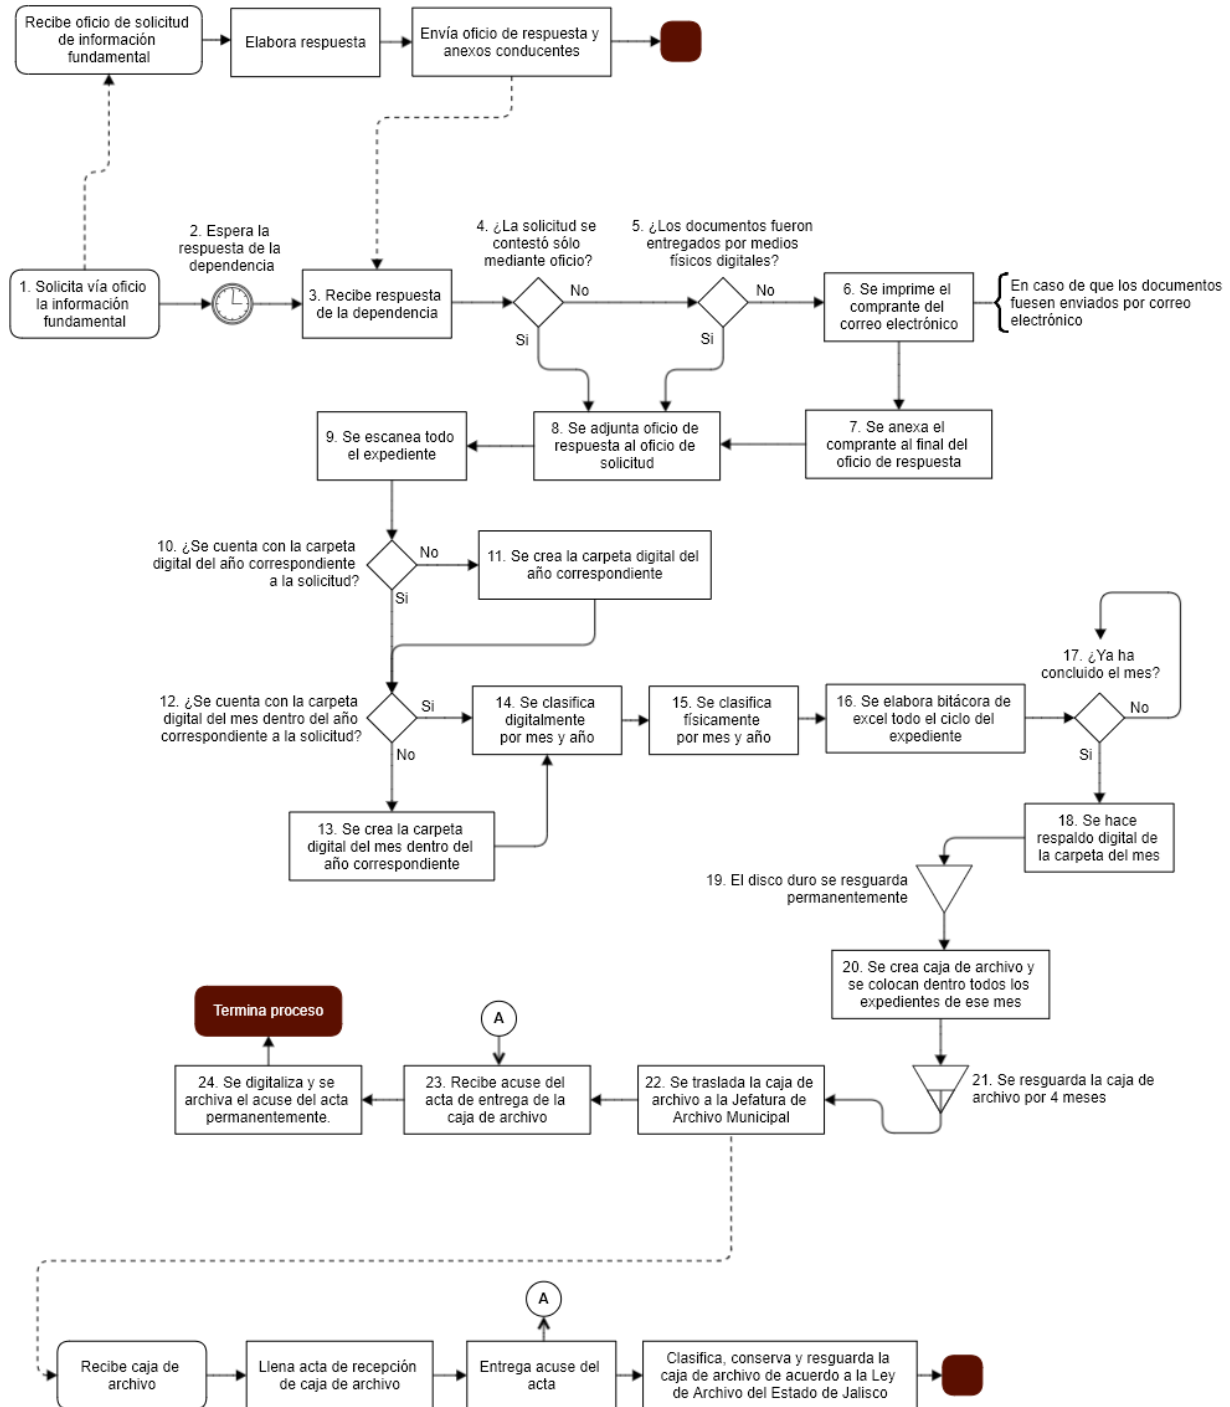 Recibe oficio de solicitud
de información
fundamental
Elabora respuesta
Envía oficio de respuesta y
anexos conducentes
1. Solicita vía oficio
la información
fundamental
2. Espera la
respuesta de la
dependencia
3. Recibe respuesta
de la dependencia
4. ¿La solicitud se
contestó sólo
mediante oficio?
No
Si
5. ¿Los documentos fueron
entregados por medios
físicos digitales?
No
Si
6. Se imprime el
comprante del
correo electrónico
En caso de que los documentos
fuesen enviados por correo
electrónico
7. Se anexa el
comprante al final del
oficio de respuesta
8. Se adjunta oficio de
respuesta al oficio de
solicitud
9. Se escanea todo
el expediente
10. ¿Se cuenta con la carpeta
digital del año correspondiente
a la solicitud?
No
Si
11. Se crea la carpeta digital del
año correspondiente
12. ¿Se cuenta con la carpeta
digital del mes dentro del año
correspondiente a la solicitud?
Si
No
13. Se crea la carpeta
digital del mes dentro del
año correspondiente
14. Se clasifica
digitalmente
por mes y año
15. Se clasifica
físicamente
por mes y año
16. Se elabora bitácora de
excel todo el ciclo del
expediente
17. ¿Ya ha
concluido el mes?
No
Si
18. Se hace
respaldo digital de
la carpeta del mes
19. El disco duro se resguarda
permanentemente
20. Se crea caja de archivo y
se colocan dentro todos los
expedientes de ese mes
21. Se resguarda la caja de
archivo por 4 meses
22. Se traslada la caja de
archivo a la Jefatura de
Archivo Municipal
A
23. Recibe acuse del
acta de entrega de la
caja de archivo
24. Se digitaliza y se
archiva el acuse del acta
permanentemente.
Termina proceso
Recibe caja de
archivo
Llena acta de recepción
de caja de archivo
A
Entrega acuse del
acta
Clasifica, conserva y resguarda la
caja de archivo de acuerdo a la Ley
de Archivo del Estado de Jalisco